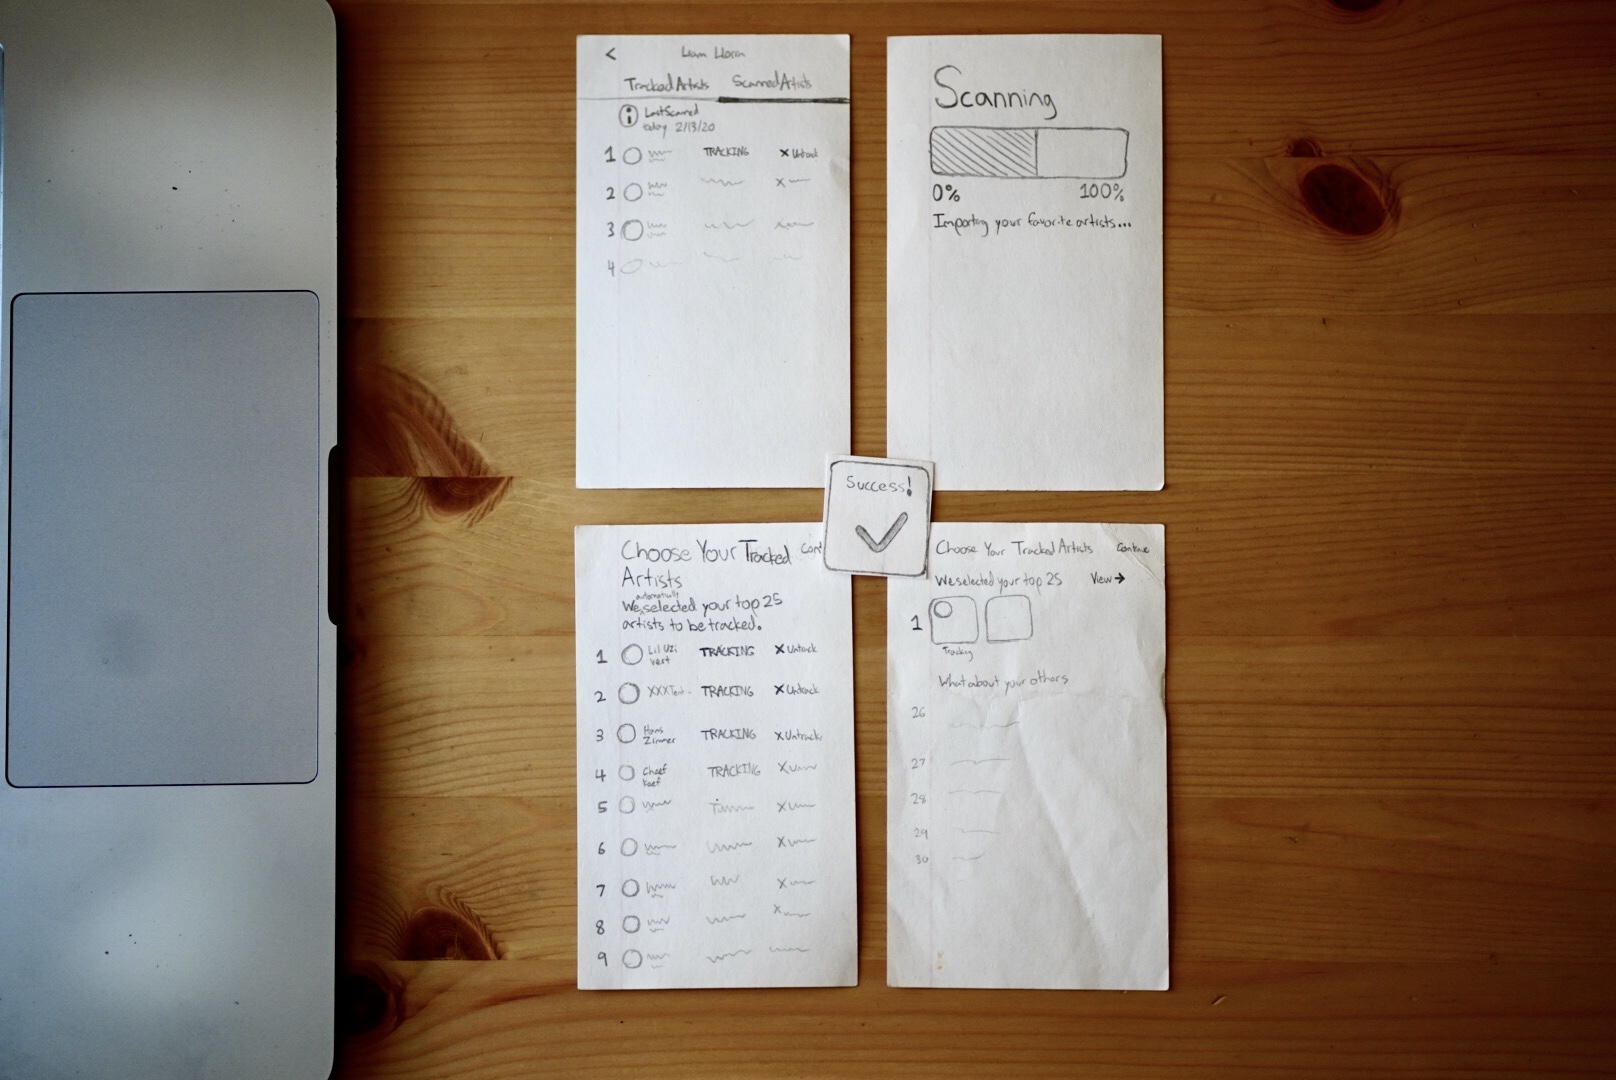 <
Tracked Artists Scanned Artists
i Last Scanned
today 2/13/20
1 TRACKING X Untrack
2 X
3
4
Scanning
0% 100%
Importing your favorite artists...
Success!
Choose Your Tracked Cont
Artists
automatically
We selected your top 25
artists to be tracked.
1 Lil Uzi
Vert TRACKING X Untrack
2 XXXTent- TRACKING X Untrack
3 Hans
Zimmer TRACKING X Untrack
4 Cheef
Keef TRACKING X
5 X
6 X
7 X
8 X
9
Choose Your Tracked Artists Continue
We selected your top 25 View →
1
Tracking
What about your others
26
27
28
29
30